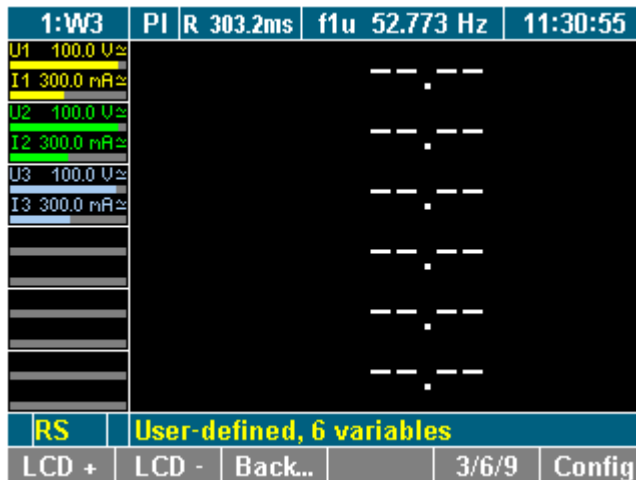 1:W3 PI R 303.2ms f1u 52.773 Hz 11:30:55
U1 100.0 V≃
I1 300.0 mA≃
U2 100.0 V≃
I2 300.0 mA≃
U3 100.0 V≃
I3 300.0 mA≃
--.--
--.--
--.--
--.--
--.--
--.--
RS User-defined, 6 variables
LCD + LCD - Back... 3/6/9 Config